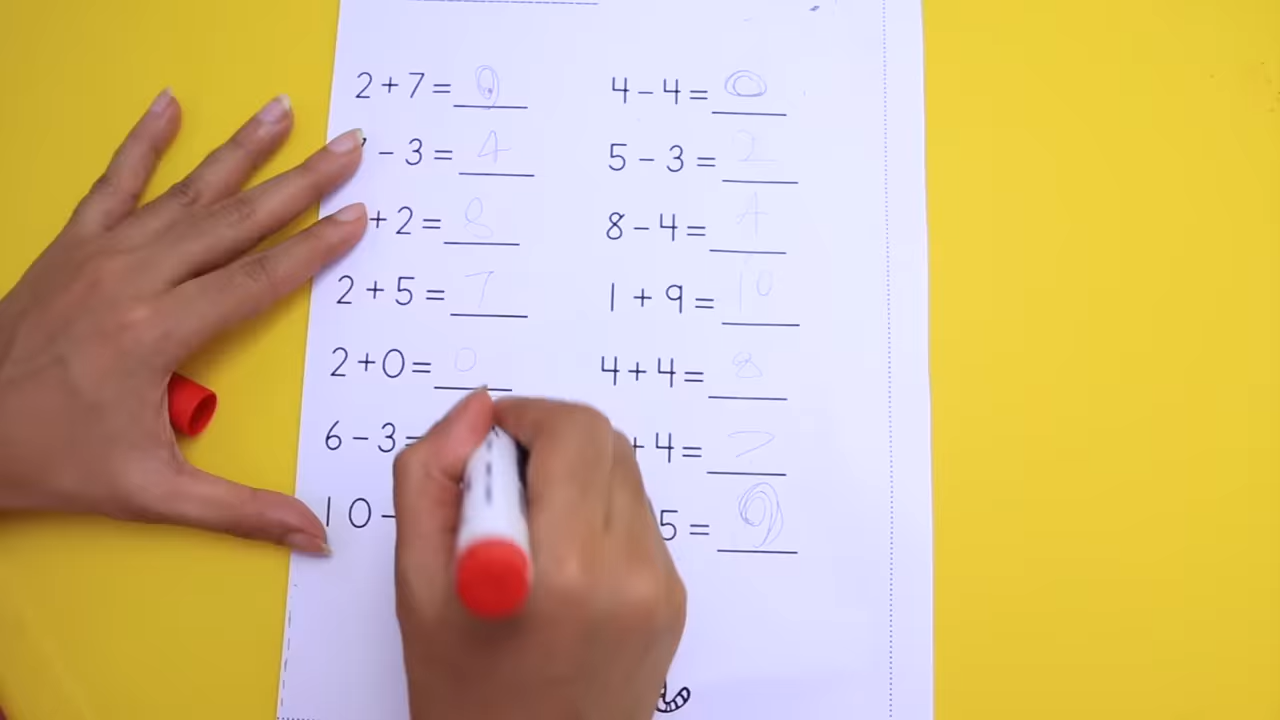 2+7= 9 4-4= 0
- 3 = 4 5-3= 2
+2= 8 8-4= 4
2+5= 7 1+9= 10
2+0= 0 4+4= 8
6-3= +4= 7
10- 5= 9